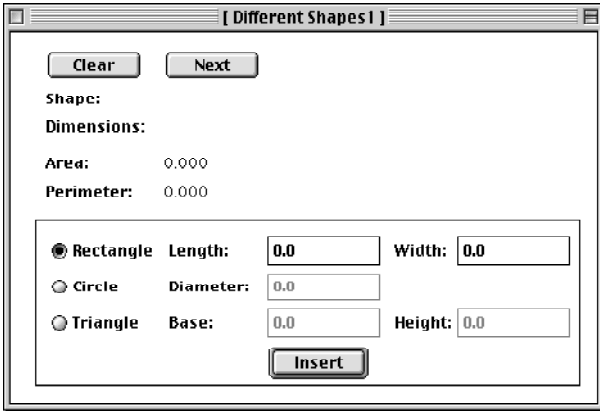 [ Different Shapes1 ]
Clear Next
Shape:
Dimensions:
Area: 0.000
Perimeter: 0.000
Rectangle Length: 0.0 Width: 0.0
Circle Diameter: 0.0
Triangle Base: 0.0 Height: 0.0
Insert